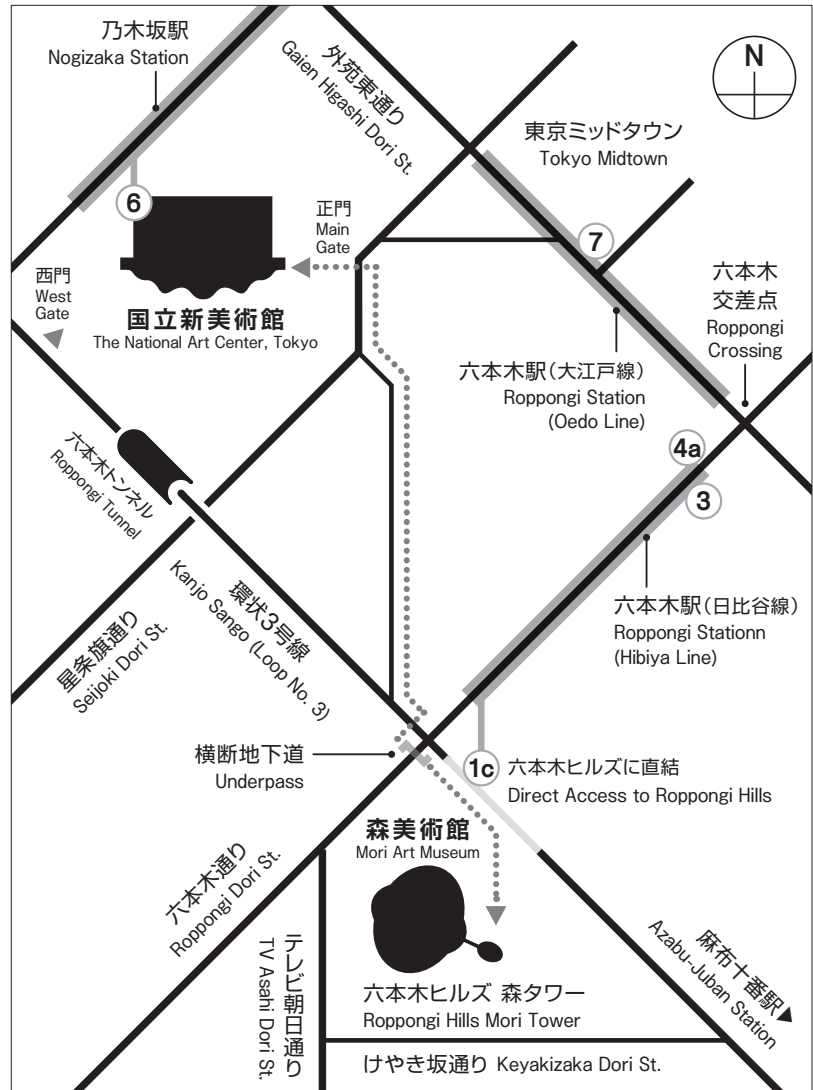 乃木坂駅
Nogizaka Station
外苑東通り
Gaien Higashi Dori St.
N
東京ミッドタウン
Tokyo Midtown
6
正門
Main
Gate
7
西門
West
Gate
六本木
交差点
Roppongi
Crossing
国立新美術館
The National Art Center, Tokyo
六本木駅（大江戸線）
Roppongi Station
(Oedo Line)
六本木トンネル
Roppongi Tunnel
4a
3
環状3号線
Kanjo Sango (Loop No. 3)
星条旗通り
Seijoki Dori St.
六本木駅（日比谷線）
Roppongi Stationn
(Hibiya Line)
横断地下道
Underpass
1c
六本木ヒルズに直結
Direct Access to Roppongi Hills
森美術館
Mori Art Museum
六本木通り
Roppongi Dori St.
テレビ朝日通り
TV Asahi Dori St.
麻布十番駅
Azabu-Juban Station
六本木ヒルズ 森タワー
Roppongi Hills Mori Tower
けやき坂通り Keyakizaka Dori St.